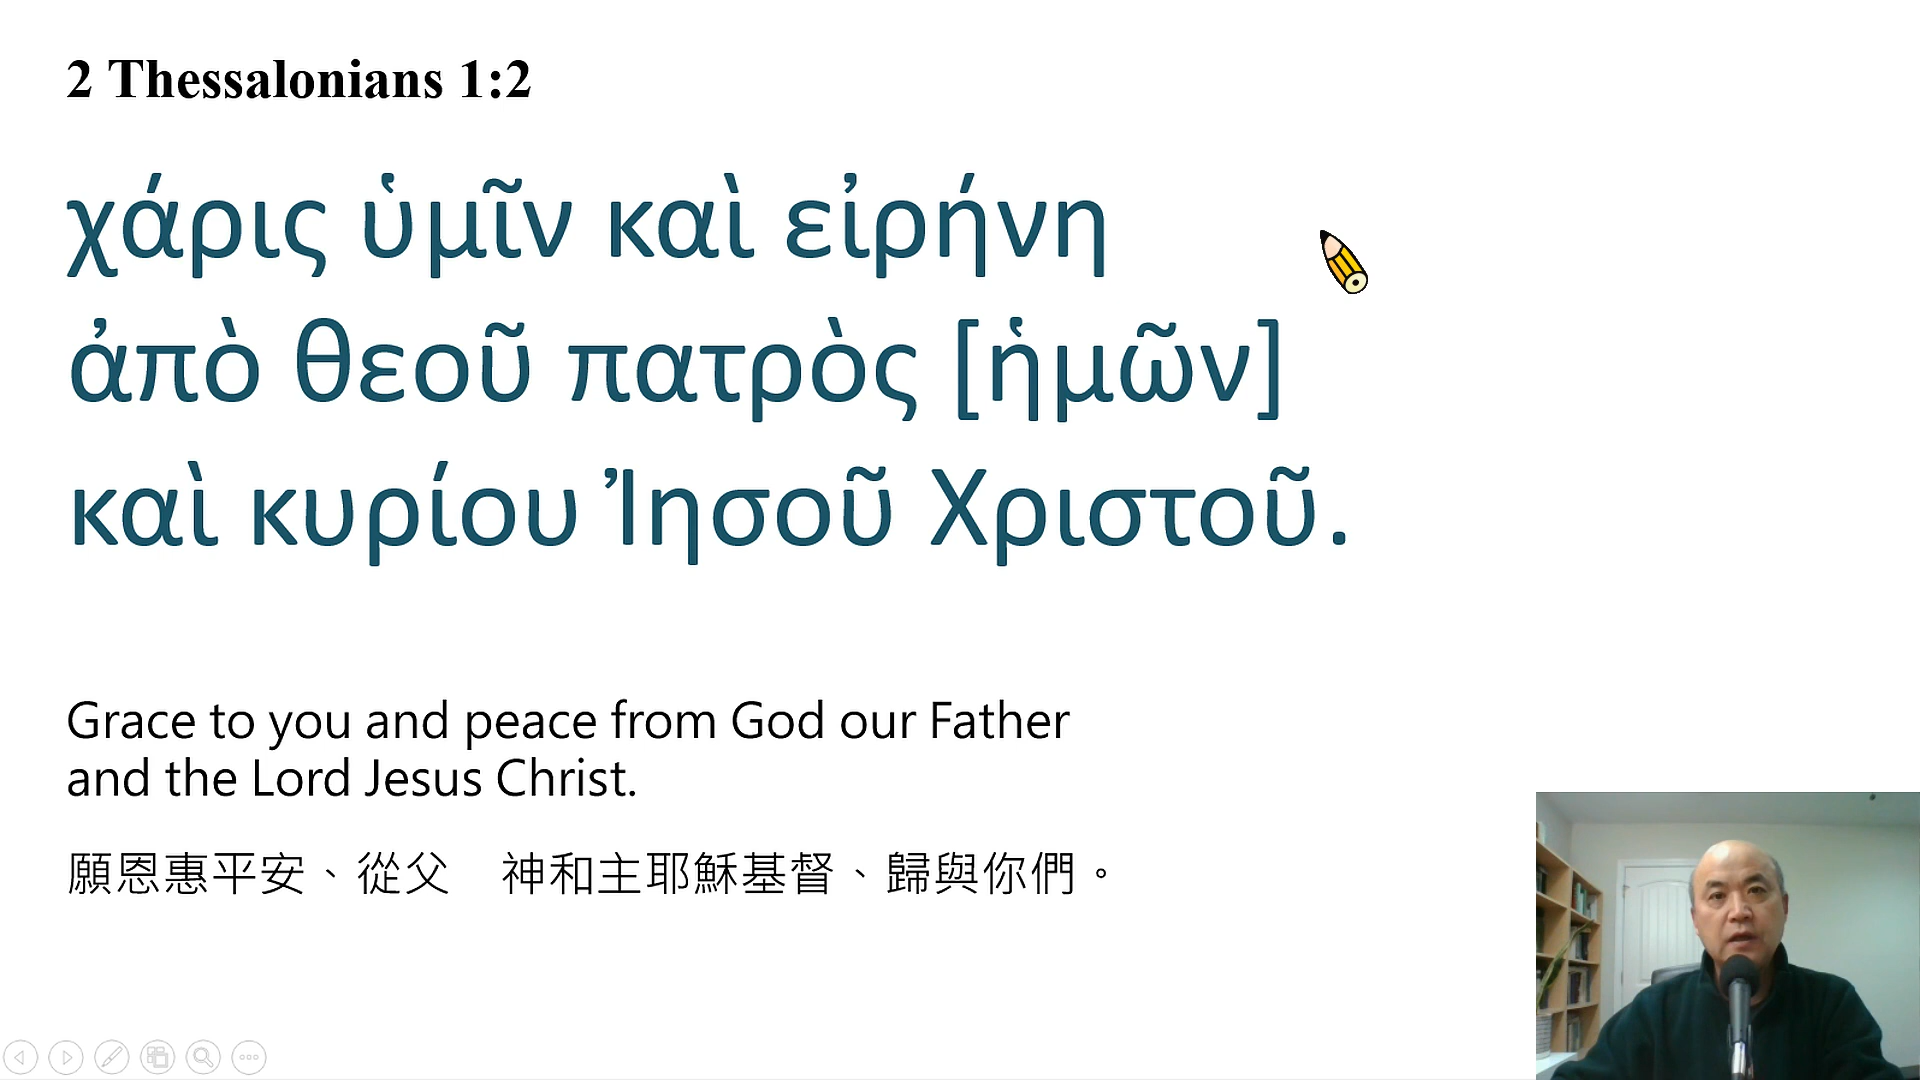 2 Thessalonians 1:2
χάρις ὑμῖν καὶ εἰρήνη
ἀπὸ θεοῦ πατρὸς [ἡμῶν]
καὶ κυρίου Ἰησοῦ Χριστοῦ.
Grace to you and peace from God our Father
and the Lord Jesus Christ.
願恩惠平安、從父　神和主耶穌基督、歸與你們。